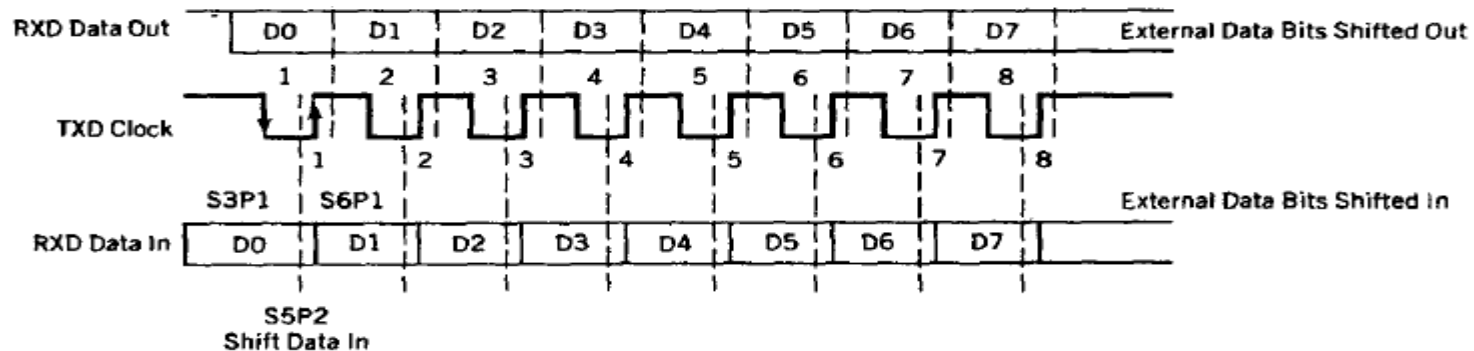 RXD Data Out D0 D1 D2 D3 D4 D5 D6 D7 External Data Bits Shifted Out
1 2 3 4 5 6 7 8
TXD Clock
1 2 3 4 5 6 7 8
S3P1 S6P1 External Data Bits Shifted In
RXD Data In D0 D1 D2 D3 D4 D5 D6 D7
S5P2
Shift Data In